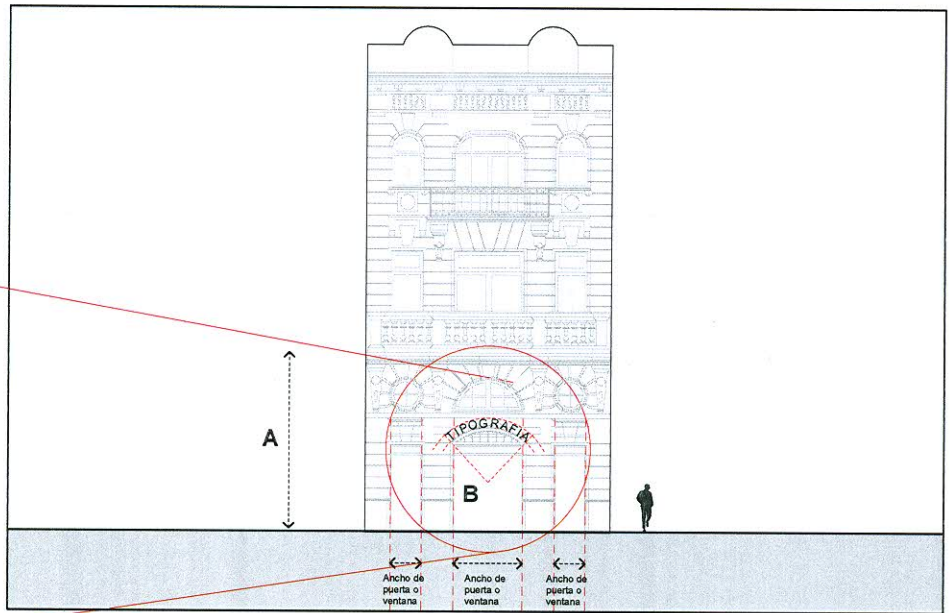 A
TIPOGRAFIA
B
Ancho de
puerta o
ventana
Ancho de
puerta o
ventana
Ancho de
puerta o
ventana